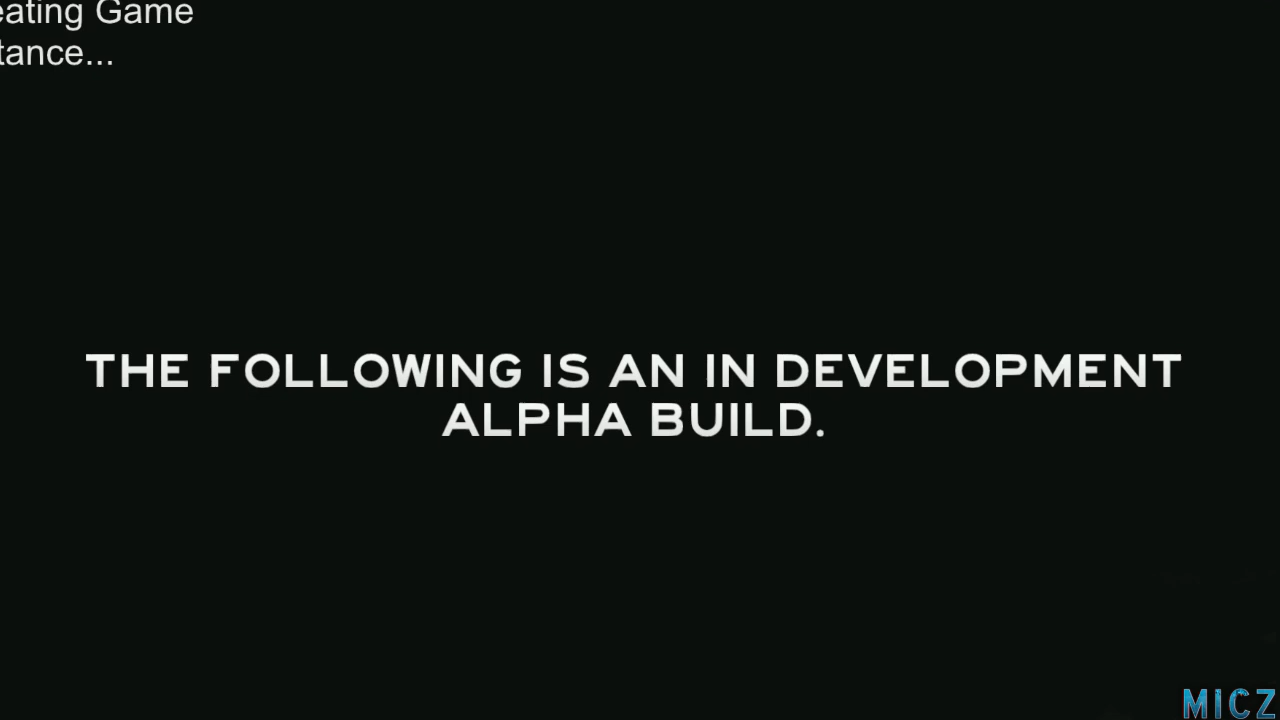 eating Game
tance...
THE FOLLOWING IS AN IN DEVELOPMENT
ALPHA BUILD.
MICZ